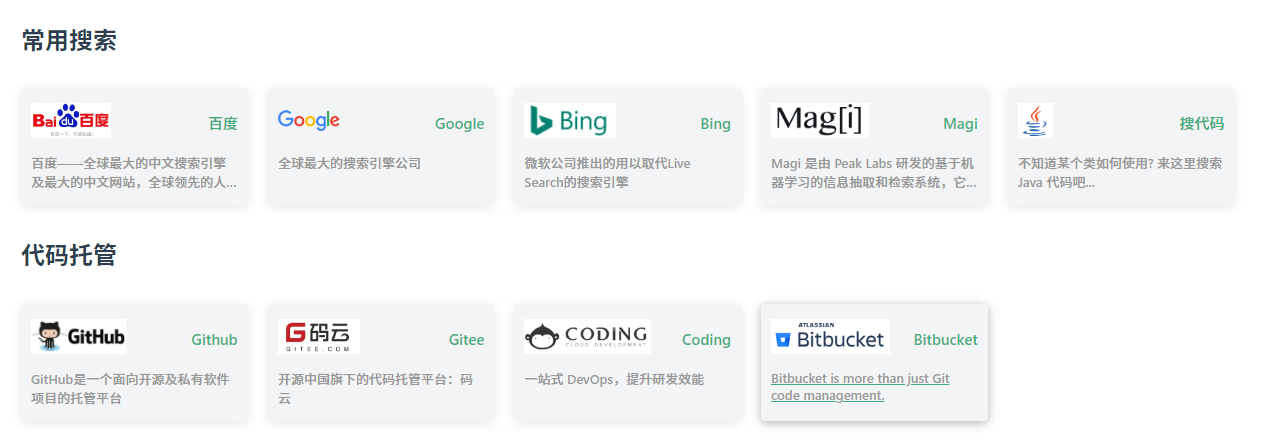 常用搜索
Bai du 百度
百度一下，你就知道！
百度
百度——全球最大的中文搜索引擎
及最大的中文网站，全球领先的人...
Google
Google
全球最大的搜索引擎公司
Bing
Bing
微软公司推出的用以取代Live
Search的搜索引擎
Mag[i]
Magi
Magi 是由 Peak Labs 研发的基于机
器学习的信息抽取和检索系统，它...
搜代码
不知道某个类如何使用? 来这里搜索
Java 代码吧...
代码托管
GitHub
Github
GitHub是一个面向开源及私有软件
项目的托管平台
G 码云
GITEE.COM
Gitee
开源中国旗下的代码托管平台：码
云
CODING
CLOUD DEVELOPMENT
Coding
一站式 DevOps，提升研发效能
ATLASSIAN
Bitbucket
Bitbucket
Bitbucket is more than just Git
code management.